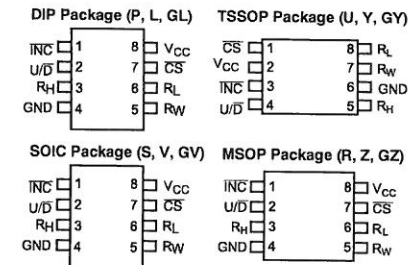 DIP Package (P, L, GL)
INC 1 8 VCC
U/D 2 7 CS
RH 3 6 RL
GND 4 5 RW
TSSOP Package (U, Y, GY)
CS 1 8 RL
VCC 2 7 RW
INC 3 6 GND
U/D 4 5 RH
SOIC Package (S, V, GV)
INC 1 8 VCC
U/D 2 7 CS
RH 3 6 RL
GND 4 5 RW
MSOP Package (R, Z, GZ)
INC 1 8 VCC
U/D 2 7 CS
RH 3 6 RL
GND 4 5 RW